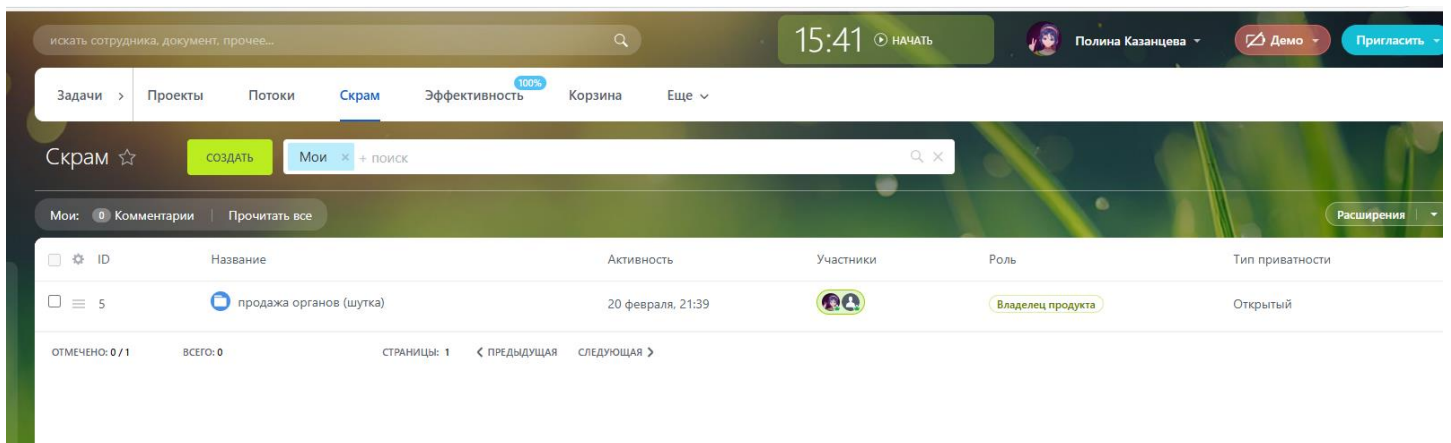 искать сотрудника, документ, прочее... 15:41 НАЧАТЬ Полина Казанцева Демо Пригласить
100%
Задачи > Проекты Потоки Скрам Эффективность Корзина Еще
Скрам СОЗДАТЬ Мои × + поиск
Мои: 0 Комментарии | Прочитать все Расширения
ID Название Активность Участники Роль Тип приватности
5 продажа органов (шутка) 20 февраля, 21:39 Владелец продукта Открытый
ОТМЕЧЕНО: 0 / 1 ВСЕГО: 0 СТРАНИЦЫ: 1 ПРЕДЫДУЩАЯ СЛЕДУЮЩАЯ